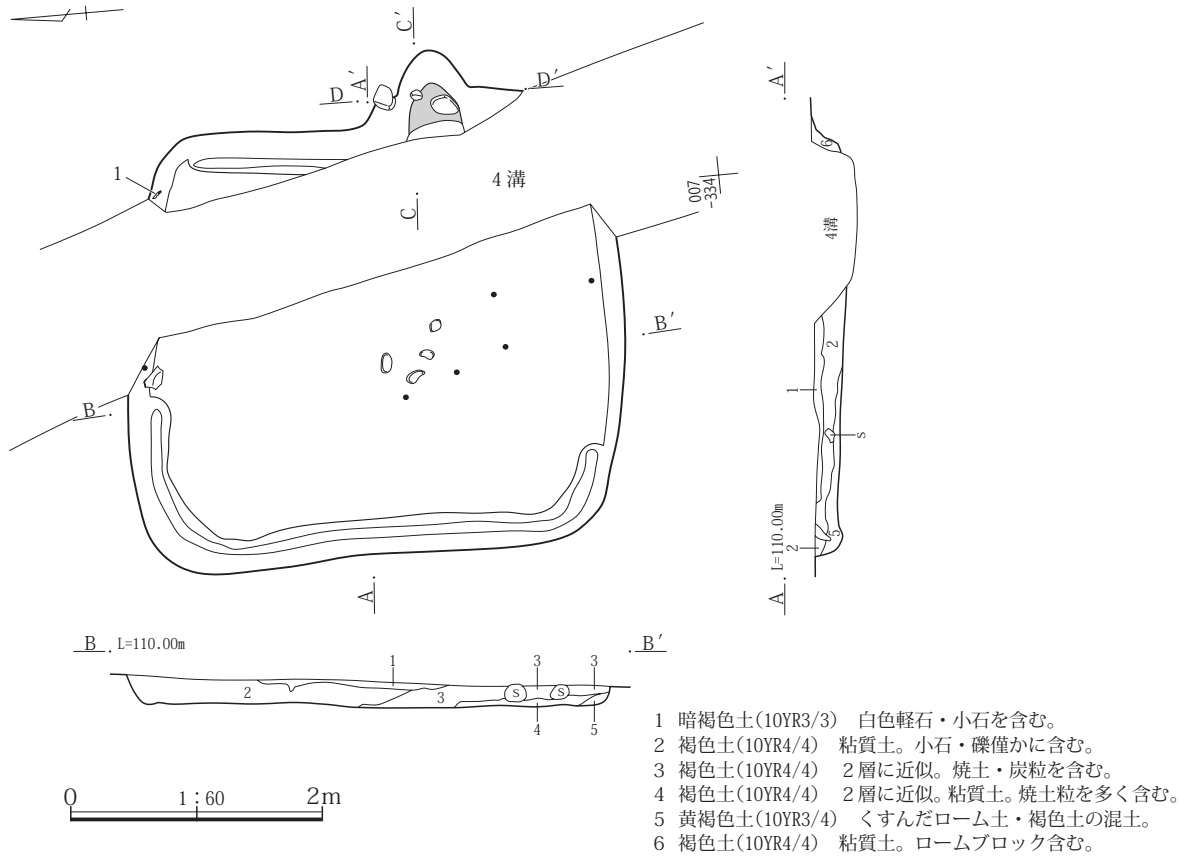 C′
A′
D
D′
1
4溝
C
007
-334
B
B′
A
A′
6
4溝
2
1
s
5
2
L=110.00m
A
B L=110.00m B′
1 3 3
2 3 s s
4 5
0 1:60 2m
1 暗褐色土(10YR3/3) 白色軽石・小石を含む。
2 褐色土(10YR4/4) 粘質土。小石・礫僅かに含む。
3 褐色土(10YR4/4) 2層に近似。焼土・炭粒を含む。
4 褐色土(10YR4/4) 2層に近似。粘質土。焼土粒を多く含む。
5 黄褐色土(10YR3/4) くすんだローム土・褐色土の混土。
6 褐色土(10YR4/4) 粘質土。ロームブロック含む。